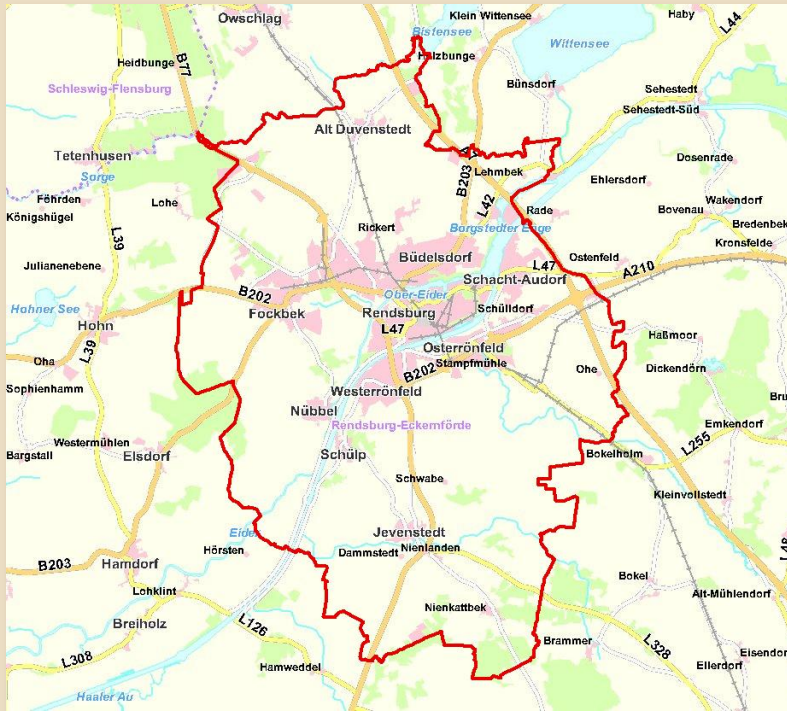 Owschlag
Bistensee
Klein Wittensee
Haby
L44
Wittensee
Heidbunge
B77
Holzbunge
Bünsdorf
Sehestedt
Sehestedt-Süd
Schleswig-Flensburg
Alt Duvenstedt
A7
Tetenhusen
Sorge
Lehmbek
B203
Dosenrade
Ehlersdorf
Föhrden
Königshügel
Lohe
L42
Rade
Wakendorf
Bovenau
Bredenbek
L39
Rickert
Borgstedter Enge
Kronsfelde
Julianenebene
Büdelsdorf
Ostenfeld
L47
A210
Schacht-Audorf
Hohner See
B202
Ober-Eider
Fockbek
Rendsburg
Schülldorf
Hohn
L47
L39
Osterrönfeld
Haßmoor
Oha
B202
Stampfmühle
Ohe
Dickendörn
Sophienhamm
Westerrönfeld
Nübbel
Rendsburg-Eckernförde
Emkendorf
Westermühlen
L255
Bargstall
Elsdorf
Schülp
Bokelholm
Schwabe
Kleinvollstedt
Eider
Jevenstedt
Hörsten
Dammstedt
Nienlanden
L48
B203
Hamdorf
Bokel
Lohklint
Alt-Mühlendorf
Nienkattbek
Breiholz
L126
L328
Brammer
L308
Hamweddel
Ellerdorf
Eisendor
Haaler Au